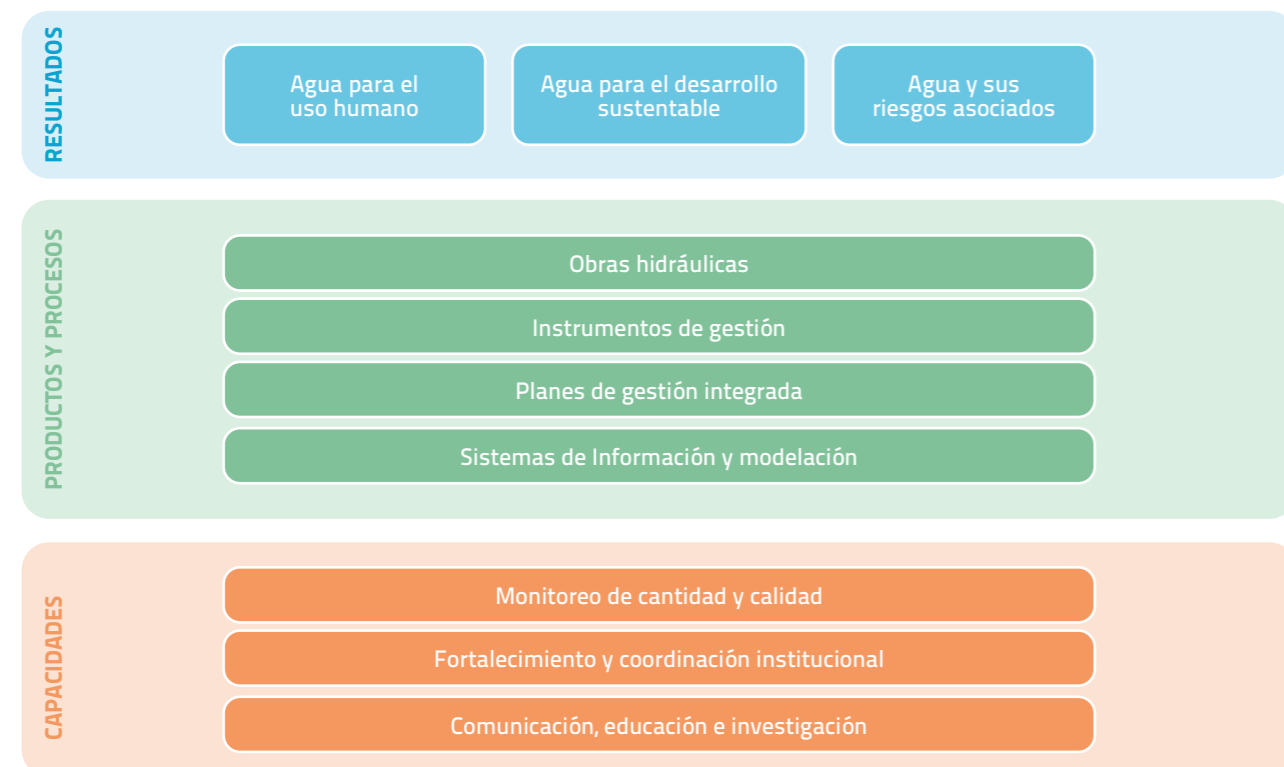 RESULTADOS
Agua para el
uso humano
Agua para el desarrollo
sustentable
Agua y sus
riesgos asociados
PRODUCTOS Y PROCESOS
Obras hidráulicas
Instrumentos de gestión
Planes de gestión integrada
Sistemas de Información y modelación
CAPACIDADES
Monitoreo de cantidad y calidad
Fortalecimiento y coordinación institucional
Comunicación, educación e investigación